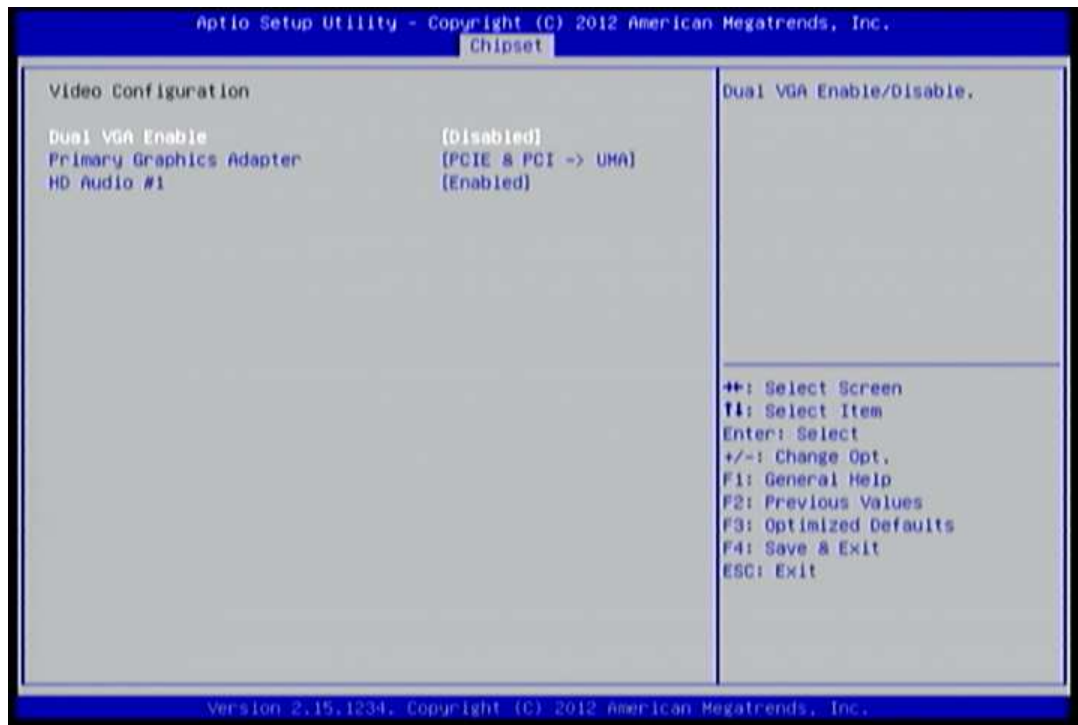 Aptio Setup Utility - Copyright (C) 2012 American Megatrends, Inc.
Chipset
Video Configuration
Dual VGA Enable [Disabled]
Primary Graphics Adapter [PCIE & PCI -> UMA]
HD Audio #1 [Enabled]
Dual VGA Enable/Disable.
→←: Select Screen
↑↓: Select Item
Enter: Select
+/-: Change Opt.
F1: General Help
F2: Previous Values
F3: Optimized Defaults
F4: Save & Exit
ESC: Exit
Version 2.15.1234. Copyright (C) 2012 American Megatrends, Inc.